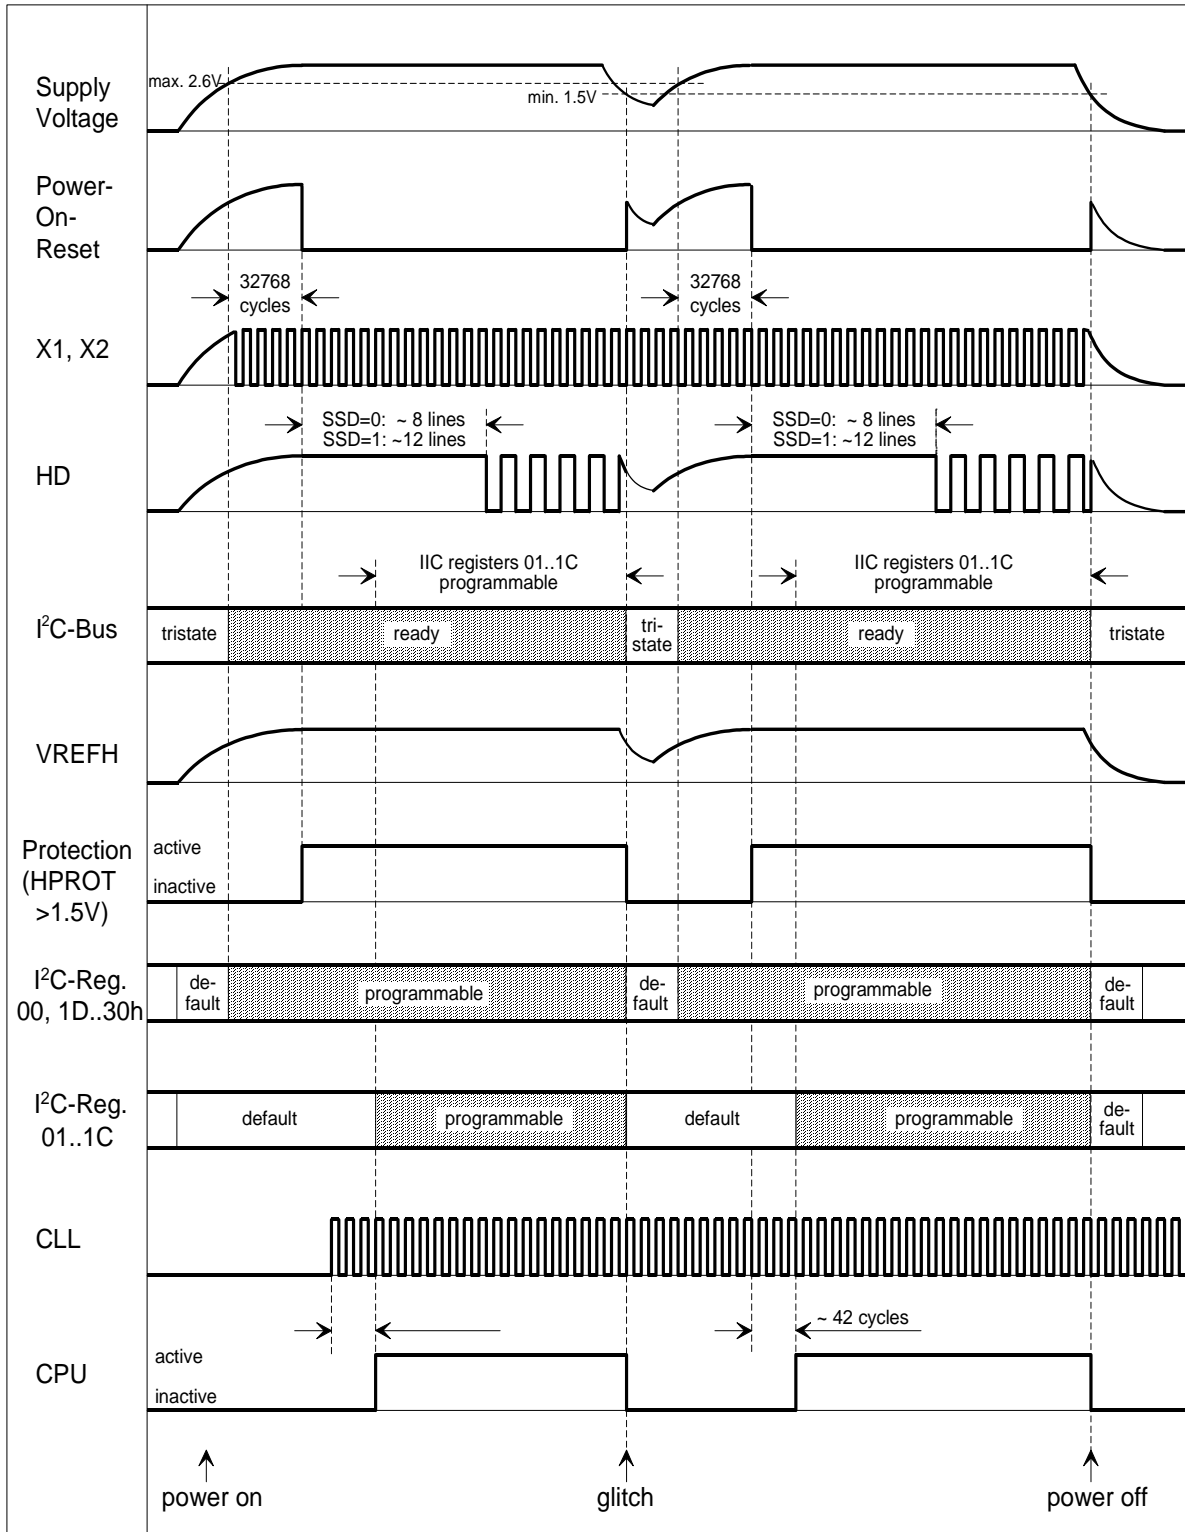 Supply
Voltage
max. 2.6V
min. 1.5V
Power-
On-
Reset
32768
cycles
32768
cycles
X1, X2
SSD=0: ~ 8 lines
SSD=1: ~12 lines
SSD=0: ~ 8 lines
SSD=1: ~12 lines
HD
IIC registers 01..1C
programmable
IIC registers 01..1C
programmable
I²C-Bus
tristate
ready
tri-
state
ready
tristate
VREFH
Protection
(HPROT
>1.5V)
active
inactive
I²C-Reg.
00, 1D..30h
de-
fault
programmable
de-
fault
programmable
de-
fault
I²C-Reg.
01..1C
default
programmable
default
programmable
de-
fault
CLL
~ 42 cycles
CPU
active
inactive
power on
glitch
power off